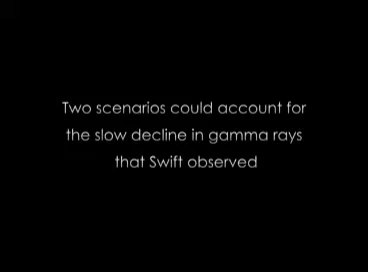 Two scenarios could account for
the slow decline in gamma rays
that Swift observed